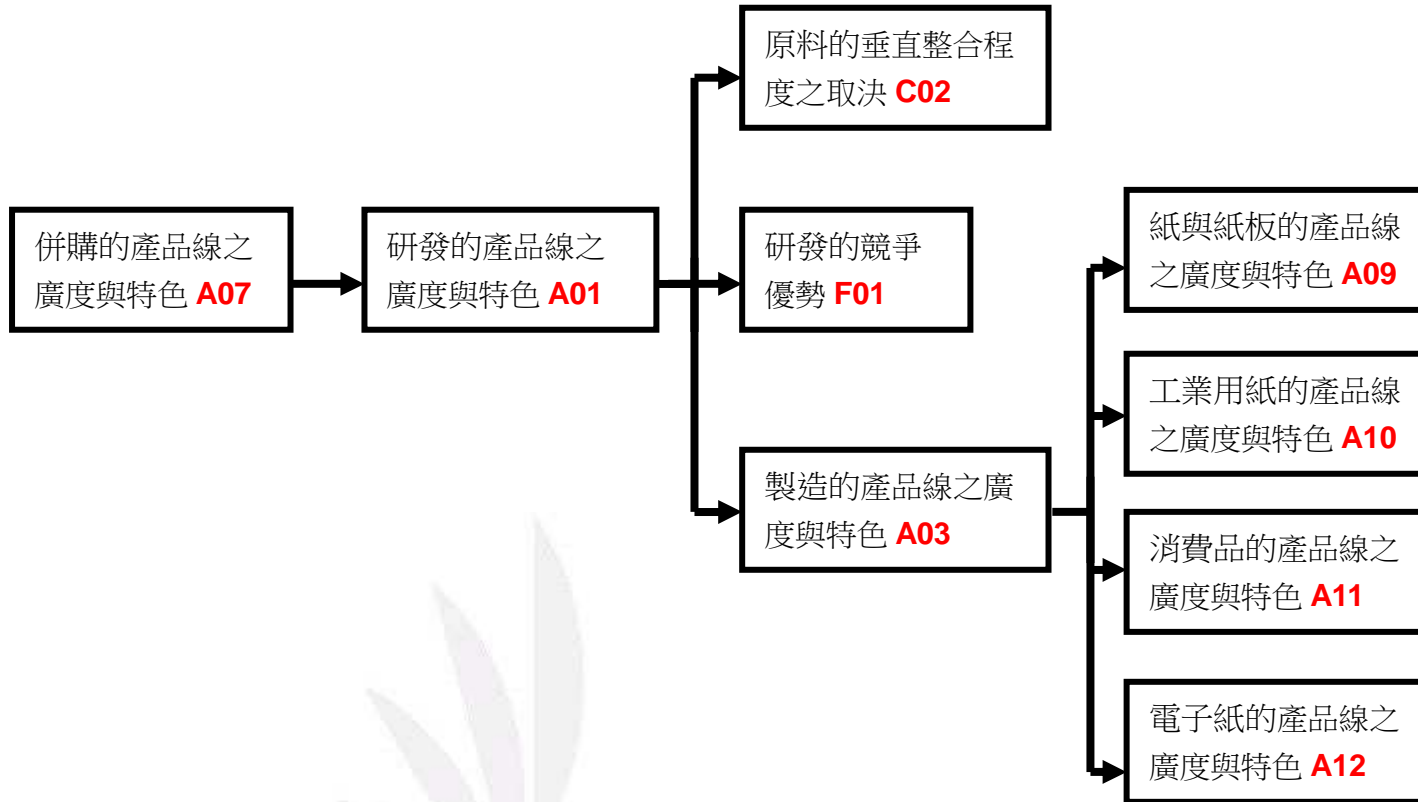 原料的垂直整合程
度之取決 C02
併購的產品線之
廣度與特色 A07
研發的產品線之
廣度與特色 A01
研發的競爭
優勢 F01
製造的產品線之廣
度與特色 A03
紙與紙板的產品線
之廣度與特色 A09
工業用紙的產品線
之廣度與特色 A10
消費品的產品線之
廣度與特色 A11
電子紙的產品線之
廣度與特色 A12